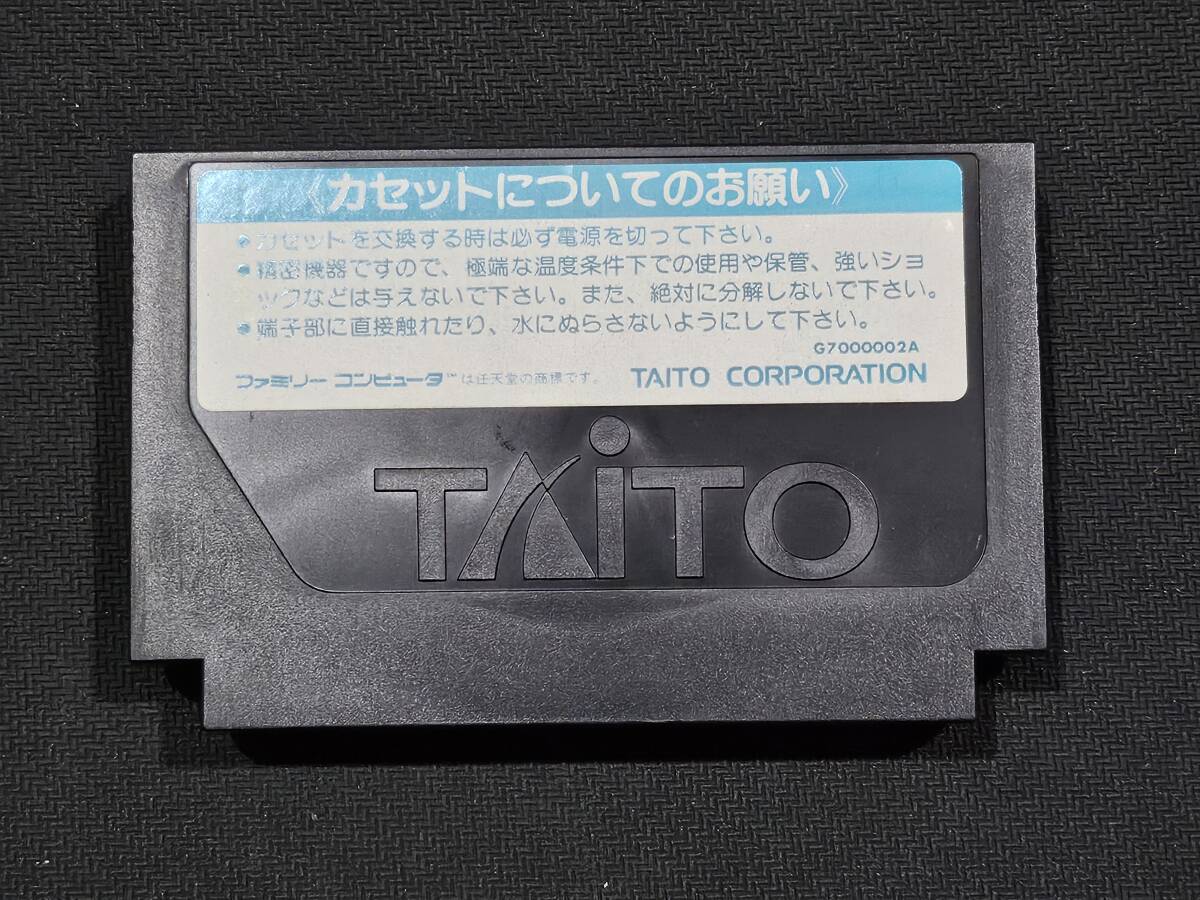 《カセットについてのお願い》
●カセットを交換する時は必ず電源を切って下さい。
●精密機器ですので、極端な温度条件下での使用や保管、強いショ
ックなどは与えないで下さい。また、絶対に分解しないで下さい。
●端子部に直接触れたり、水にぬらさないようにして下さい。
G7000002A
ファミリー コンピュータ™は任天堂の商標です。 TAITO CORPORATION
TAiTO